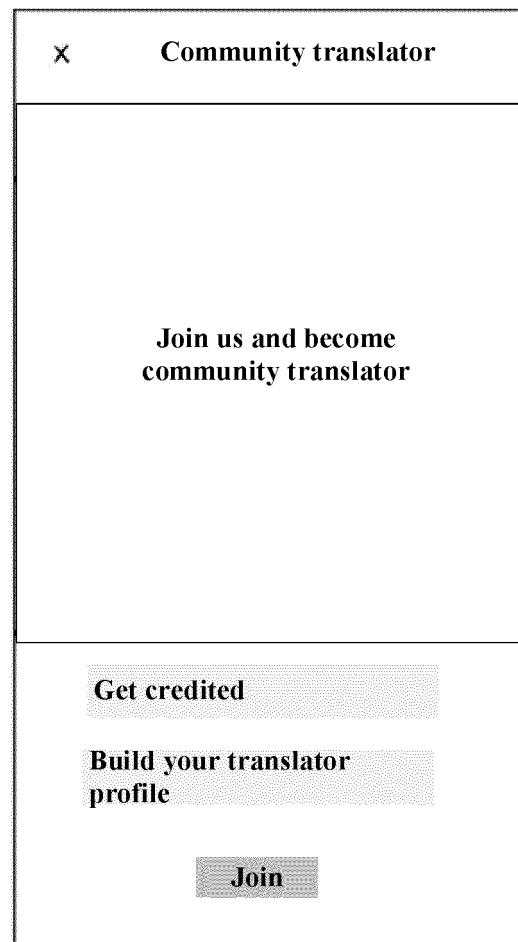 x Community translator
Join us and become
community translator
Get credited
Build your translator
profile
Join